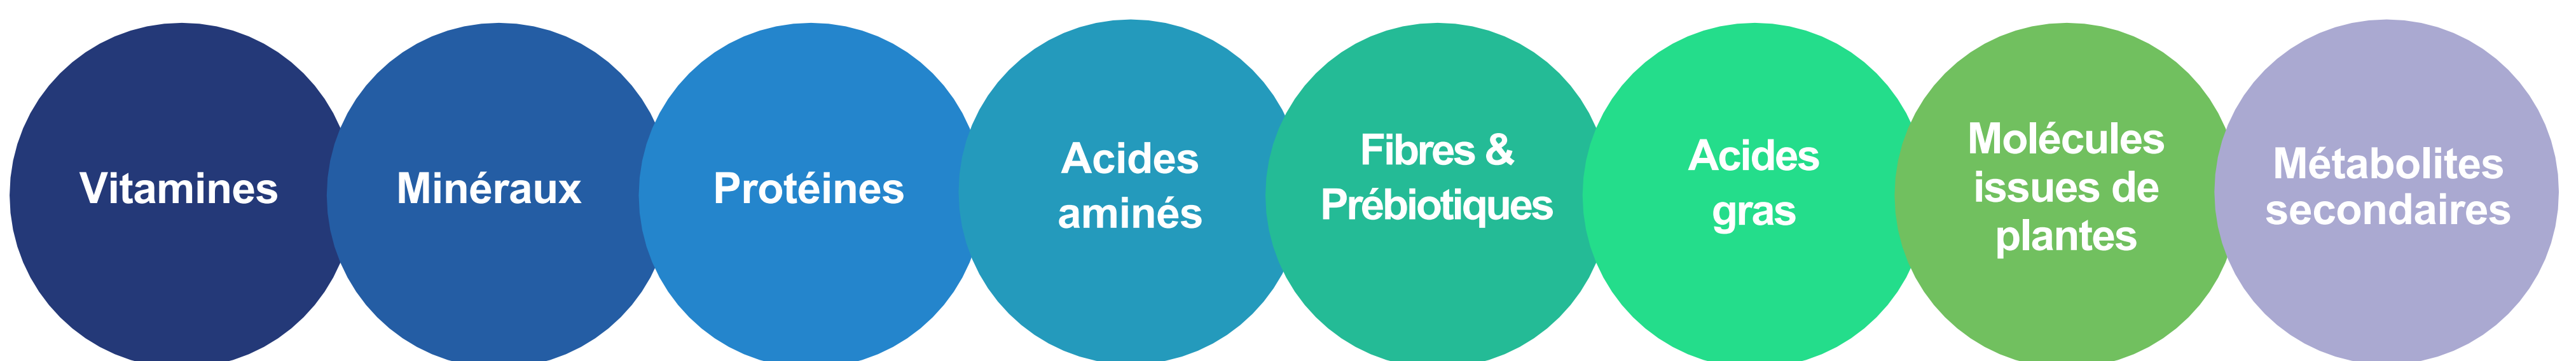 Vitamines
Minéraux
Protéines
Acides
aminés
Fibres &
Prébiotiques
Acides
gras
Molécules
issues de
plantes
Métabolites
secondaires